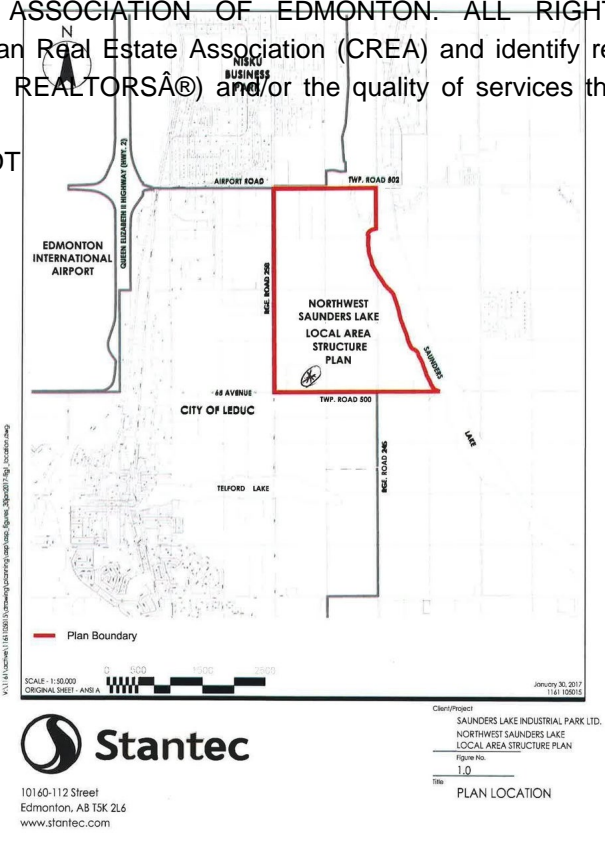 ASSOCIATION OF EDMONTON. ALL RIGHT
an Real Estate Association (CREA) and identify re
REALTORSÂ®) and/or the quality of services th
OT
N
NISKU
BUSINESS
PARK
QUEEN ELIZABETH II HIGHWAY (HWY. 2)
AIRPORT ROAD
TWP. ROAD 502
EDMONTON
INTERNATIONAL
AIRPORT
RGE. ROAD 250
NORTHWEST
SAUNDERS LAKE
LOCAL AREA
STRUCTURE
PLAN
SAUNDERS
LAKE
65 AVENUE
TWP. ROAD 500
CITY OF LEDUC
RGE. ROAD 245
TELFORD LAKE
Plan Boundary
0 500 1500 2500
SCALE - 1:50,000
ORIGINAL SHEET - ANSI A
January 30, 2017
1161 105015
Stantec
10160-112 Street
Edmonton, AB T5K 2L6
www.stantec.com
Client/Project
SAUNDERS LAKE INDUSTRIAL PARK LTD.
NORTHWEST SAUNDERS LAKE
LOCAL AREA STRUCTURE PLAN
Figure No.
1.0
Title
PLAN LOCATION